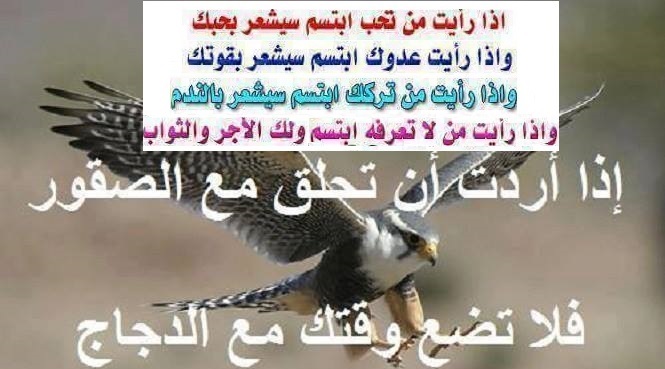 اذا رأيت من تحب ابتسم سيشعر بحبك
واذا رأيت عدوك ابتسم سيشعر بقوتك
واذا رأيت من تركك ابتسم سيشعر بالندم
واذا رأيت من لا تعرفه ابتسم ولك الأجر والثواب
إذا أردت أن تحلق مع الصقور
فلا تضع وقتك مع الدجاج